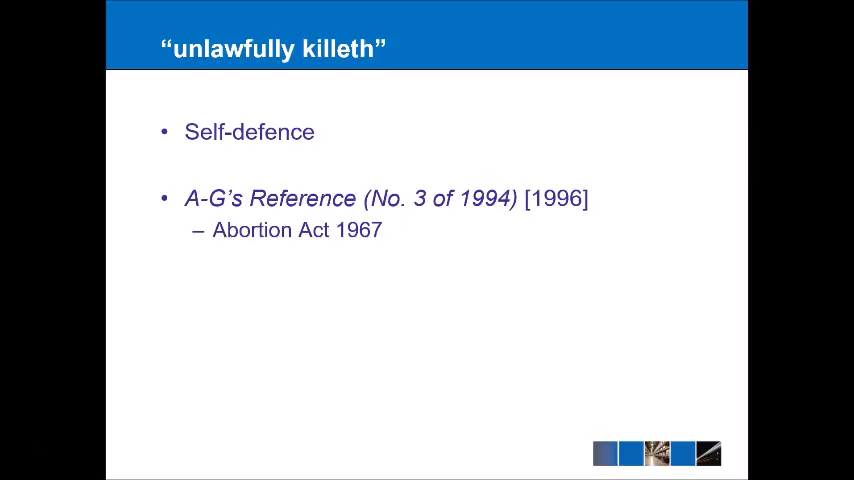 “unlawfully killeth”
• Self-defence
• A-G’s Reference (No. 3 of 1994) [1996]
– Abortion Act 1967